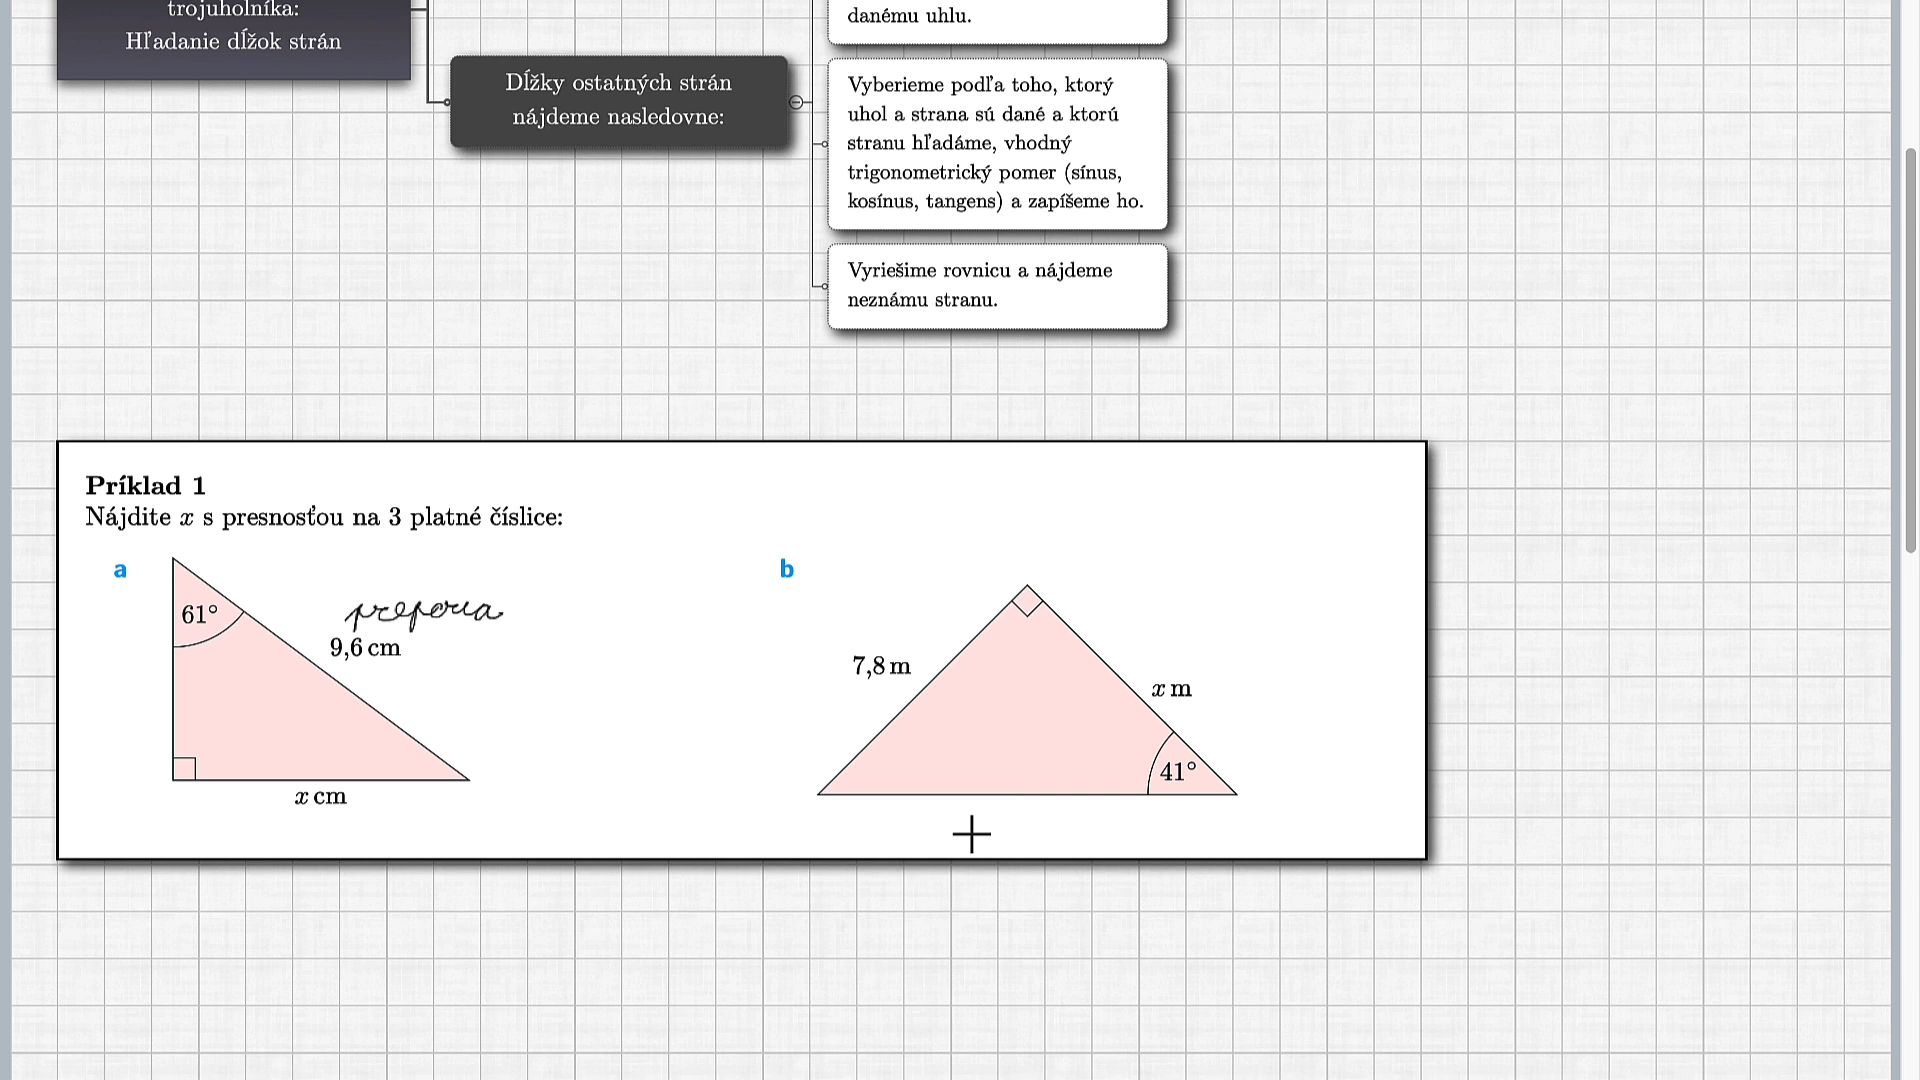 trojuholníka:
Hľadanie dĺžok strán
Dĺžky ostatných strán
nájdeme nasledovne:
danému uhlu.
Vyberieme podľa toho, ktorý
uhol a strana sú dané a ktorú
stranu hľadáme, vhodný
trigonometrický pomer (sínus,
kosínus, tangens) a zapíšeme ho.
Vyriešime rovnicu a nájdeme
neznámu stranu.
Príklad 1
Nájdite x s presnosťou na 3 platné číslice:
a
61°
prepona
9,6 cm
x cm
b
7,8 m
x m
41°